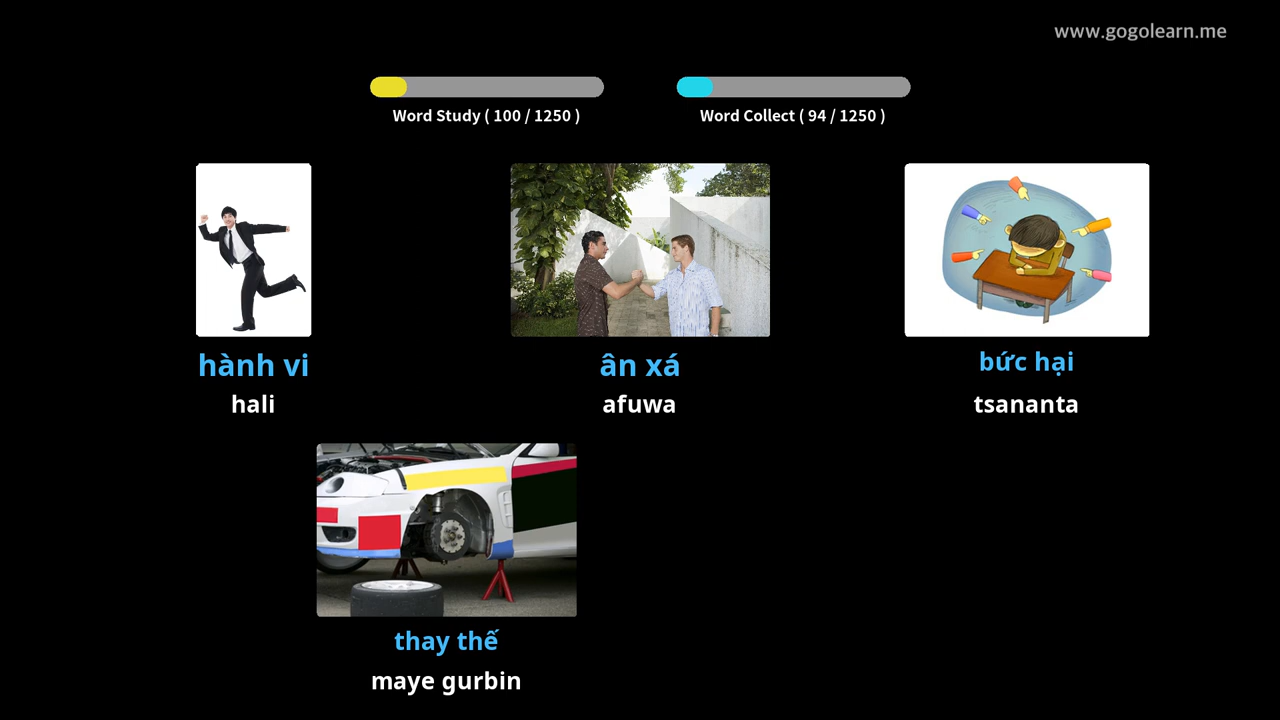 www.gogolearn.me
Word Study ( 100 / 1250 )
Word Collect ( 94 / 1250 )
hành vi
hali
ân xá
afuwa
bức hại
tsananta
thay thế
maye gurbin